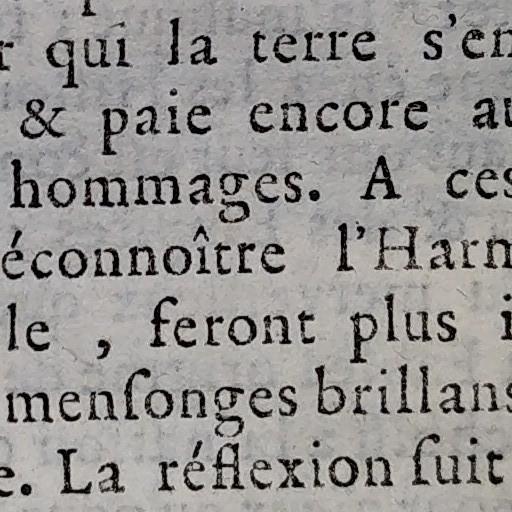 r qui la terre s'en
& paie encore au
hommages. A ces
éconnoître l'Harm
le , feront plus i
menſonges brillans
e. La réflexion ſuit